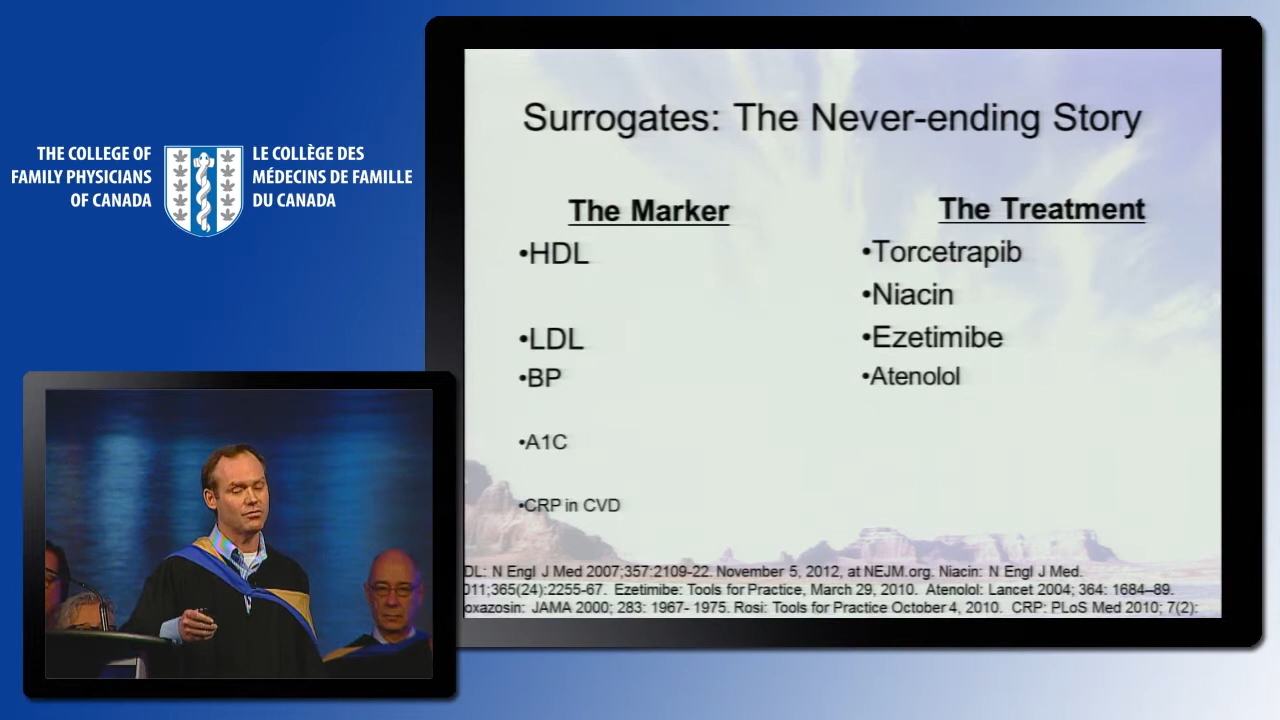 THE COLLEGE OF
FAMILY PHYSICIANS
OF CANADA
LE COLLÈGE DES
MÉDECINS DE FAMILLE
DU CANADA
Surrogates: The Never-ending Story
The Marker
•HDL
•LDL
•BP
•A1C
•CRP in CVD
The Treatment
•Torcetrapib
•Niacin
•Ezetimibe
•Atenolol
DL: N Engl J Med 2007;357:2109-22. November 5, 2012, at NEJM.org. Niacin: N Engl J Med.
011;365(24):2255-67. Ezetimibe: Tools for Practice, March 29, 2010. Atenolol: Lancet 2004; 364: 1684–89.
oxazosin: JAMA 2000; 283: 1967- 1975. Rosi: Tools for Practice October 4, 2010. CRP: PLoS Med 2010; 7(2):